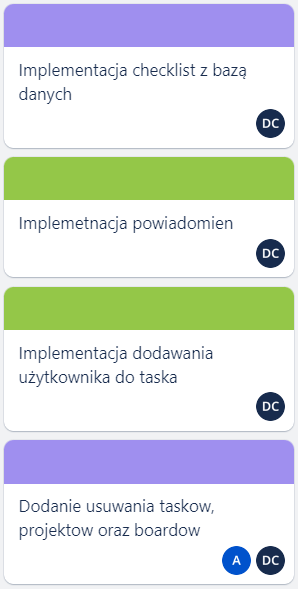 Implementacja checklist z bazą
danych
DC
Implemetnacja powiadomien
DC
Implementacja dodawania
użytkownika do taska
DC
Dodanie usuwania taskow,
projektow oraz boardow
A DC